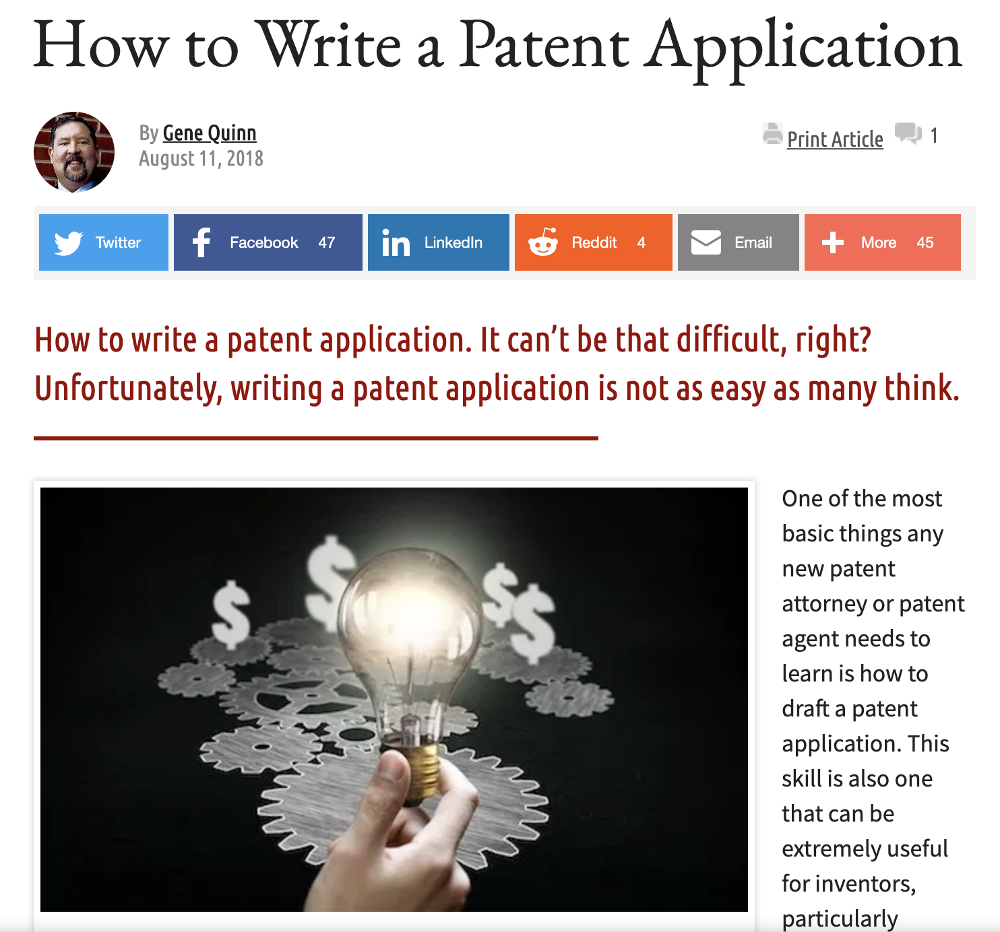 How to Write a Patent Application
By Gene Quinn
August 11, 2018
Print Article 1
Twitter
Facebook 47
LinkedIn
Reddit 4
Email
More 45
How to write a patent application. It can’t be that difficult, right?
Unfortunately, writing a patent application is not as easy as many think.
$ $ $ $
One of the most
basic things any
new patent
attorney or patent
agent needs to
learn is how to
draft a patent
application. This
skill is also one
that can be
extremely useful
for inventors,
particularly